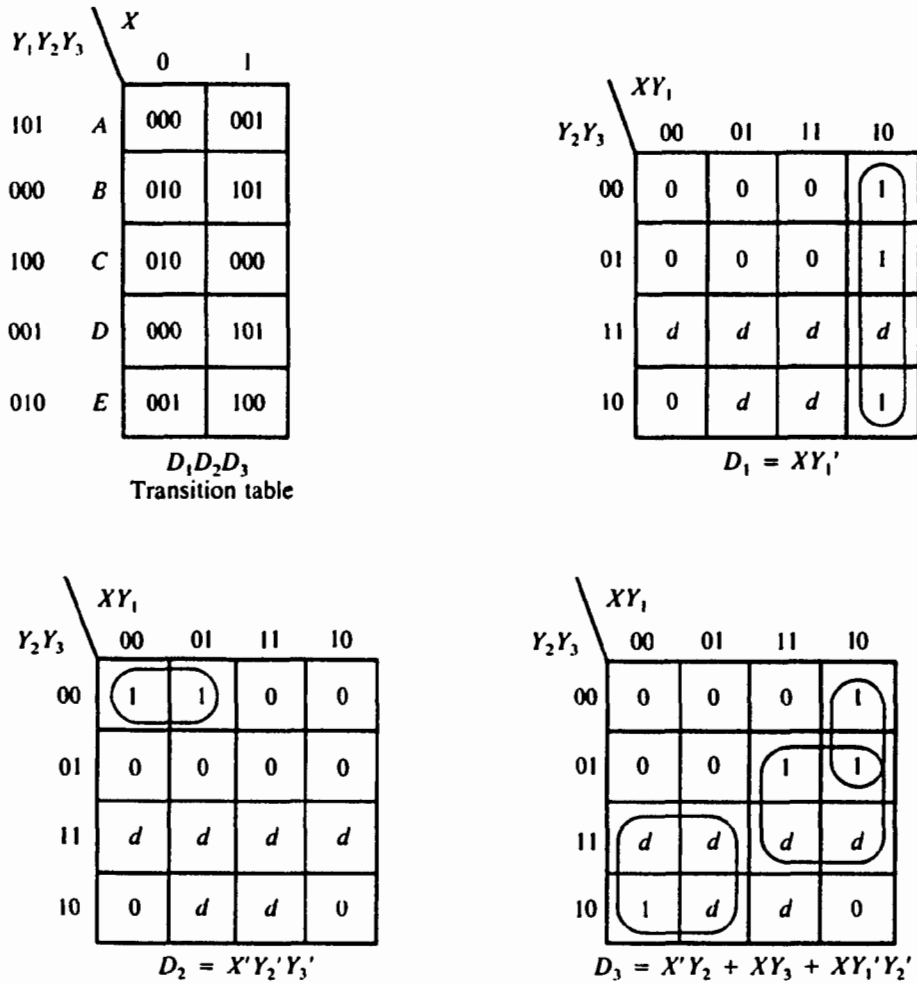 X
Y₁Y₂Y₃
0 1
101 A 000 001
000 B 010 101
100 C 010 000
001 D 000 101
010 E 001 100
D₁D₂D₃
Transition table
XY₁
Y₂Y₃ 00 01 11 10
00 0 0 0 1
01 0 0 0 1
11 d d d d
10 0 d d 1
D₁ = XY₁'
XY₁
Y₂Y₃ 00 01 11 10
00 1 1 0 0
01 0 0 0 0
11 d d d d
10 0 d d 0
D₂ = X'Y₂'Y₃'
XY₁
Y₂Y₃ 00 01 11 10
00 0 0 0 1
01 0 0 1 1
11 d d d d
10 1 d d 0
D₃ = X'Y₂ + XY₃ + XY₁'Y₂'